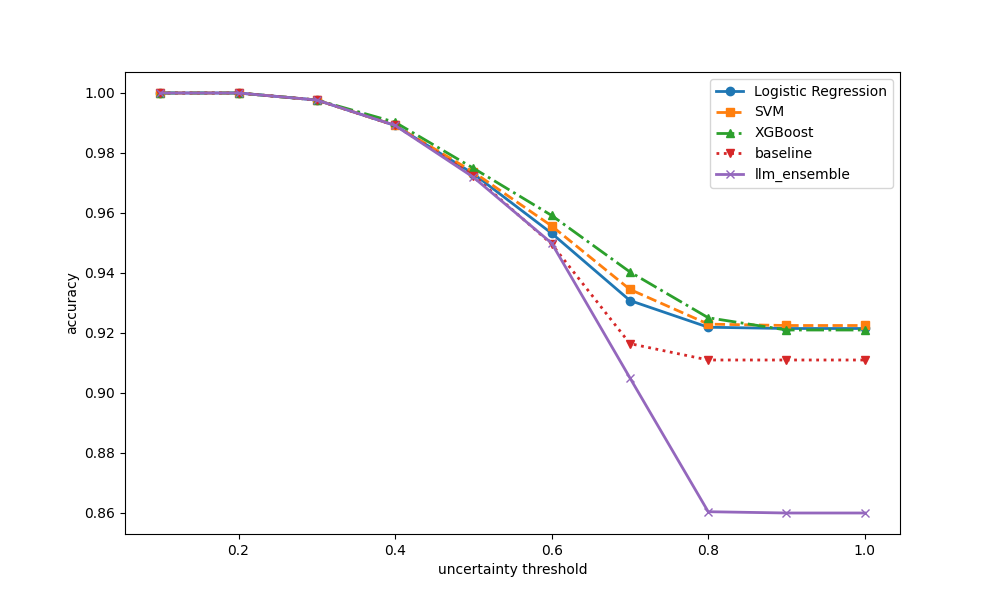 1.00
0.98
0.96
0.94
0.92
0.90
0.88
0.86
accuracy
0.2
0.4
0.6
0.8
1.0
uncertainty threshold
Logistic Regression
SVM
XGBoost
baseline
llm_ensemble